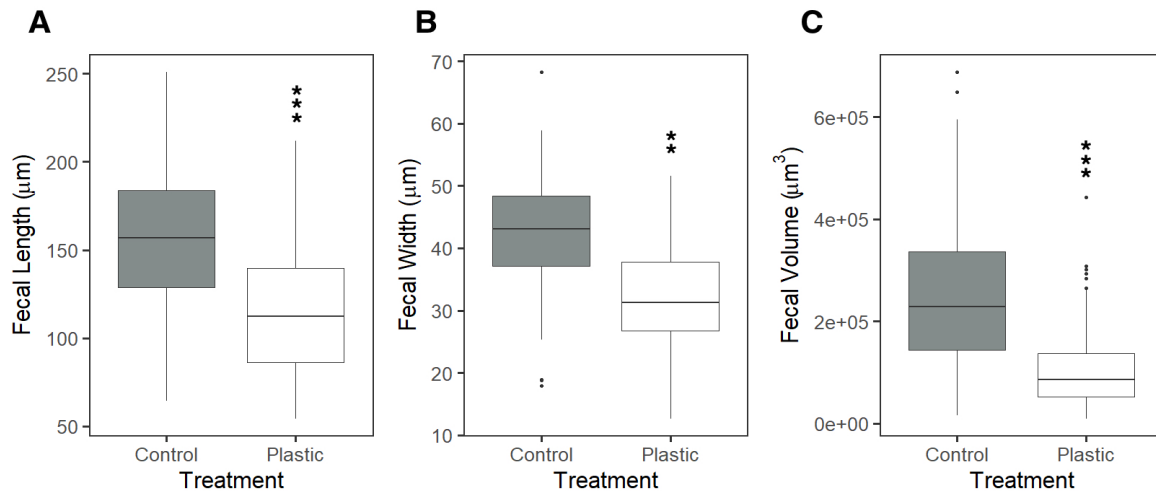 A
Fecal Length (μm)
250
200
150
100
50
***
Control
Plastic
Treatment
B
Fecal Width (μm)
70
60
50
40
30
20
10
**
Control
Plastic
Treatment
C
Fecal Volume (μm³)
6e+05
4e+05
2e+05
0e+00
***
Control
Plastic
Treatment